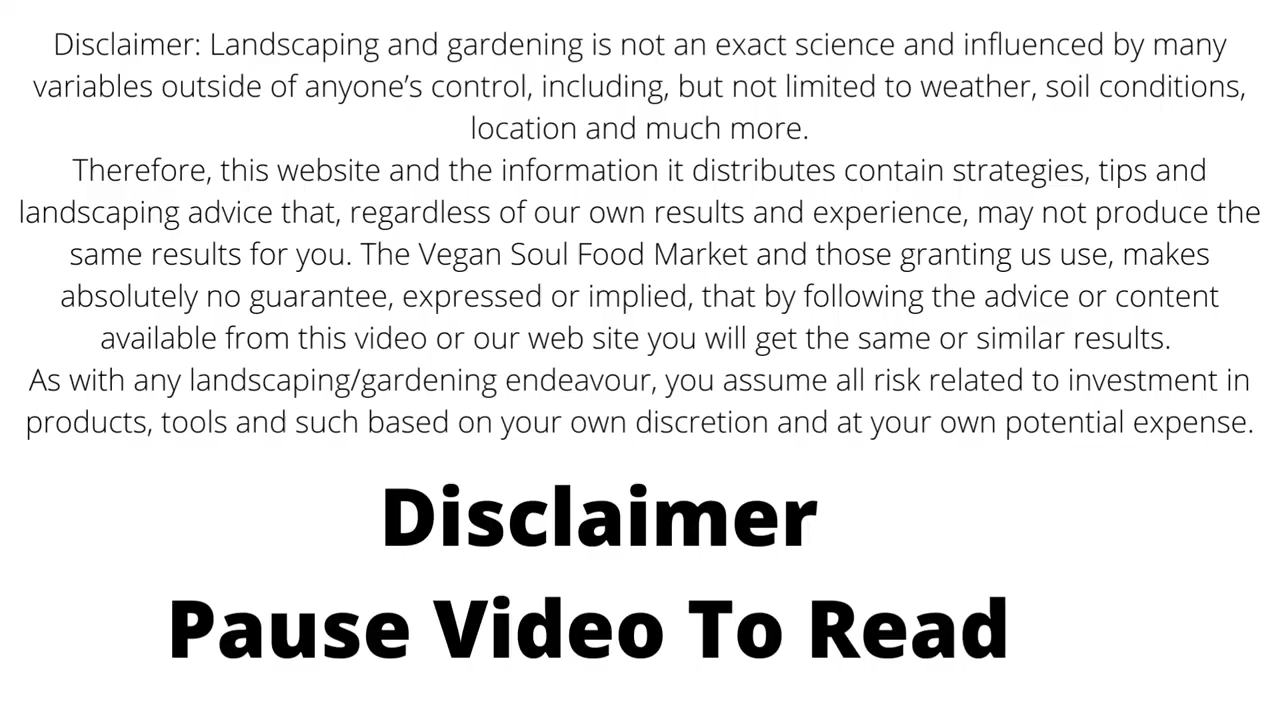 Disclaimer: Landscaping and gardening is not an exact science and influenced by many
variables outside of anyone’s control, including, but not limited to weather, soil conditions,
location and much more.
Therefore, this website and the information it distributes contain strategies, tips and
landscaping advice that, regardless of our own results and experience, may not produce the
same results for you. The Vegan Soul Food Market and those granting us use, makes
absolutely no guarantee, expressed or implied, that by following the advice or content
available from this video or our web site you will get the same or similar results.
As with any landscaping/gardening endeavour, you assume all risk related to investment in
products, tools and such based on your own discretion and at your own potential expense.
Disclaimer
Pause Video To Read